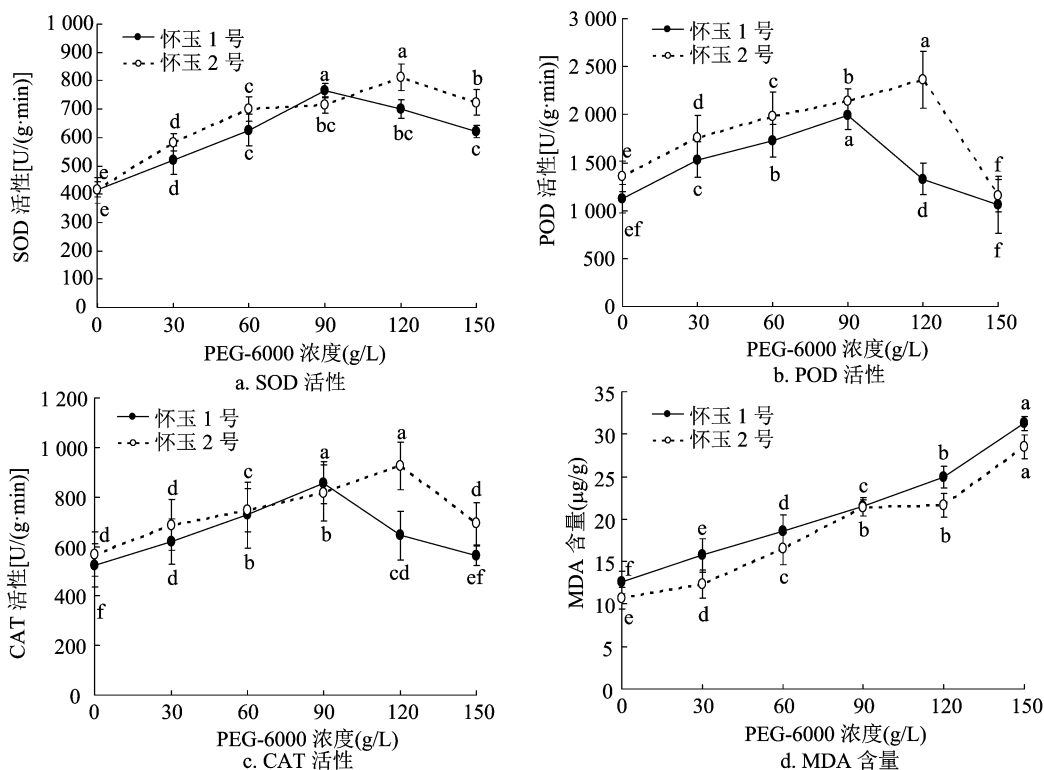 1 000
900
800
700
600
500
400
300
200
100
0
SOD 活性[U/(g·min)]
怀玉 1 号
怀玉 2 号
e
d
c
a
a
b
e
d
c
bc
bc
c
0
30
60
90
120
150
PEG-6000 浓度(g/L)
a. SOD 活性
3 000
2 500
2 000
1 500
1 000
500
0
POD 活性[U/(g·min)]
怀玉 1 号
怀玉 2 号
e
d
c
b
a
f
ef
c
b
a
d
f
0
30
60
90
120
150
PEG-6000 浓度(g/L)
b. POD 活性
1 200
1 000
800
600
400
200
0
CAT 活性[U/(g·min)]
怀玉 1 号
怀玉 2 号
d
d
c
a
a
d
f
d
b
b
cd
ef
0
30
60
90
120
150
PEG-6000 浓度(g/L)
c. CAT 活性
35
30
25
20
15
10
5
0
MDA 含量(μg/g)
怀玉 1 号
怀玉 2 号
f
e
d
c
b
a
e
d
c
b
b
a
0
30
60
90
120
150
PEG-6000 浓度(g/L)
d. MDA 含量